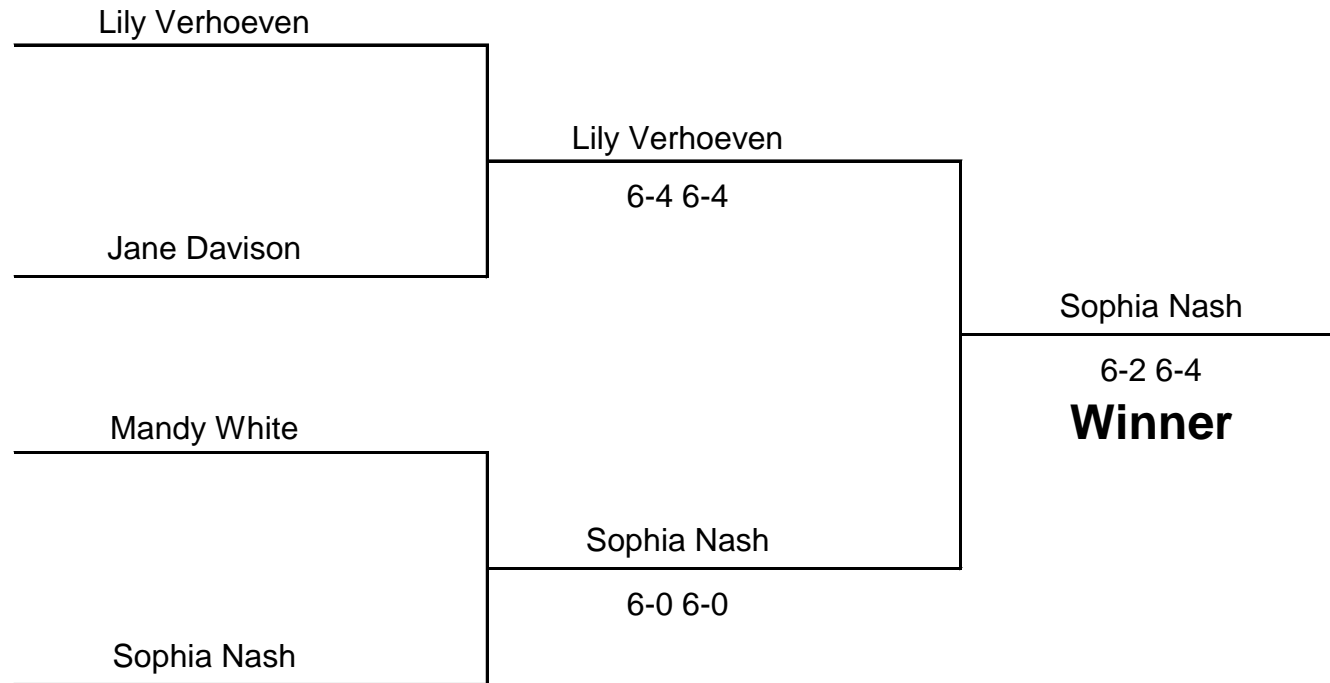 Lily Verhoeven
Lily Verhoeven
6-4 6-4
Jane Davison
Sophia Nash
6-2 6-4
Winner
Mandy White
Sophia Nash
6-0 6-0
Sophia Nash